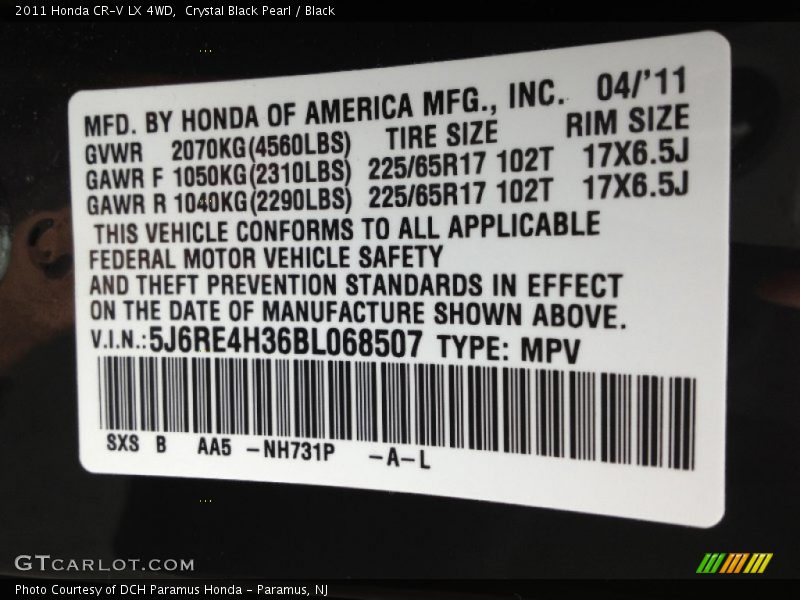 2011 Honda CR-V LX 4WD,  Crystal Black Pearl / Black
MFD. BY HONDA OF AMERICA MFG., INC. 04/'11
GVWR 2070KG(4560LBS) TIRE SIZE RIM SIZE
GAWR F 1050KG(2310LBS) 225/65R17 102T 17X6.5J
GAWR R 1040KG(2290LBS) 225/65R17 102T 17X6.5J
THIS VEHICLE CONFORMS TO ALL APPLICABLE
FEDERAL MOTOR VEHICLE SAFETY
AND THEFT PREVENTION STANDARDS IN EFFECT
ON THE DATE OF MANUFACTURE SHOWN ABOVE.
V.I.N.:5J6RE4H36BL068507 TYPE: MPV
SXS B AA5 -NH731P -A-L
GTCARLOT.COM
Photo Courtesy of DCH Paramus Honda - Paramus, NJ